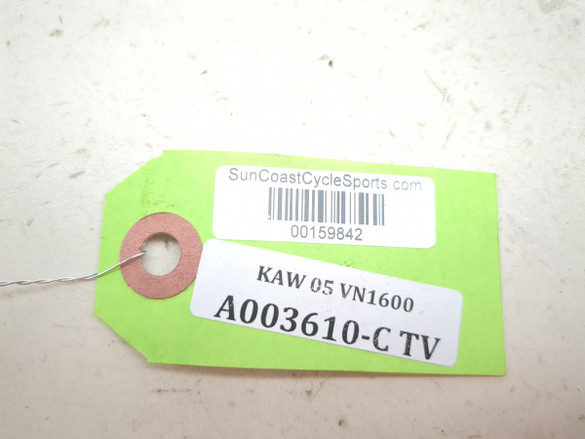 SunCoastCycleSports.com
00159842
KAW 05 VN1600
A003610-C TV